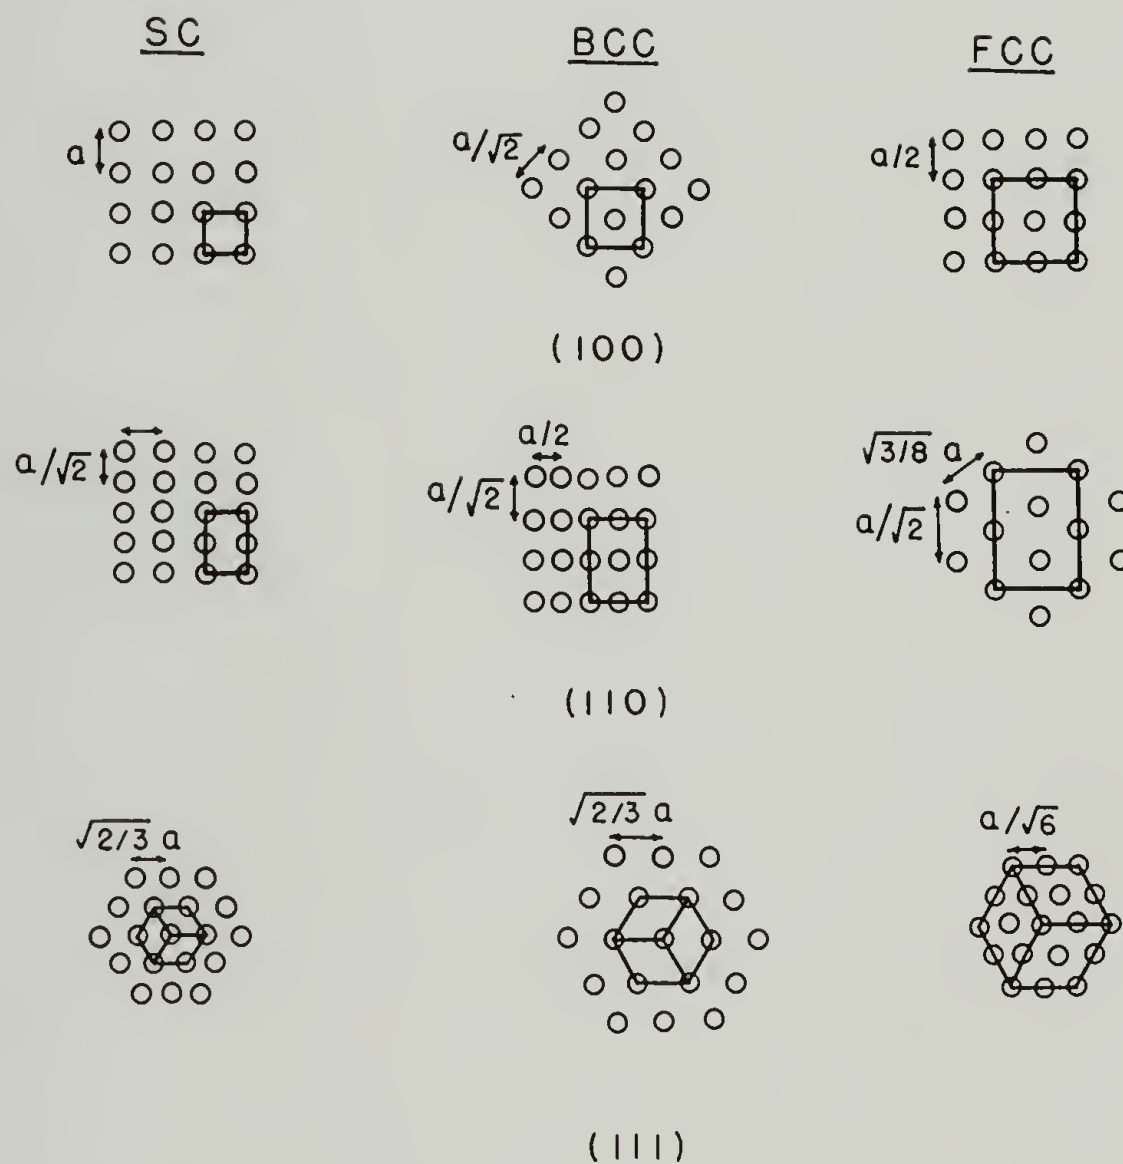 SC
BCC
FCC
a
a/√2
a/2
(100)
a/√2
a/2
a/√2
√3/8 a
a/√2
(110)
√2/3 a
√2/3 a
a/√6
(111)